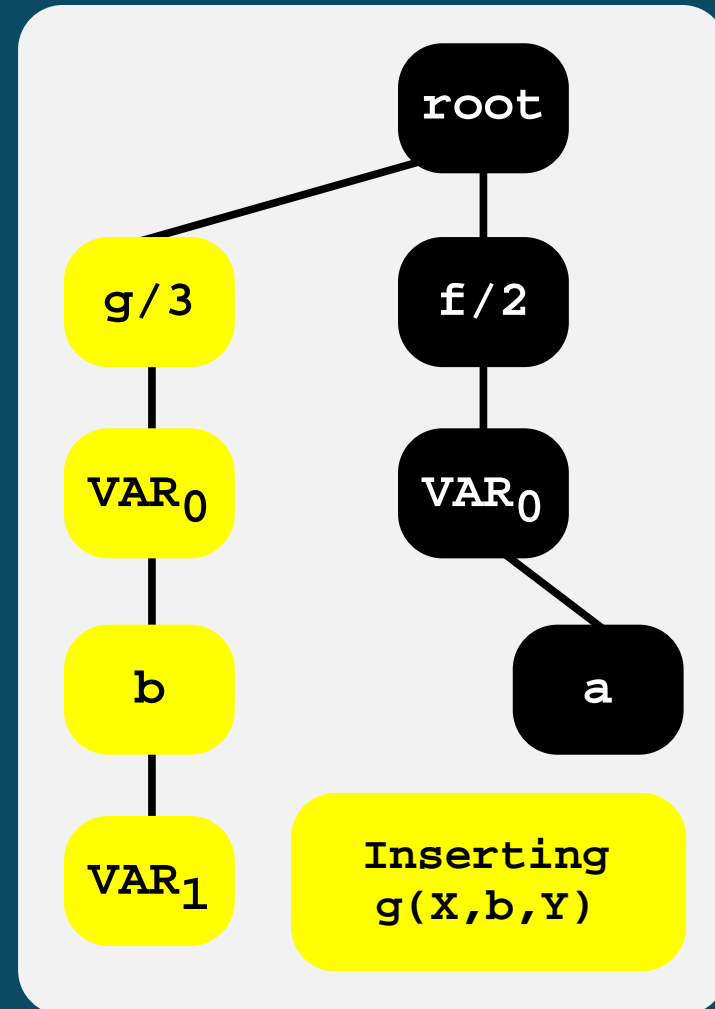 root
g/3
f/2
VAR0
VAR0
b
a
VAR1
Inserting
g(X,b,Y)